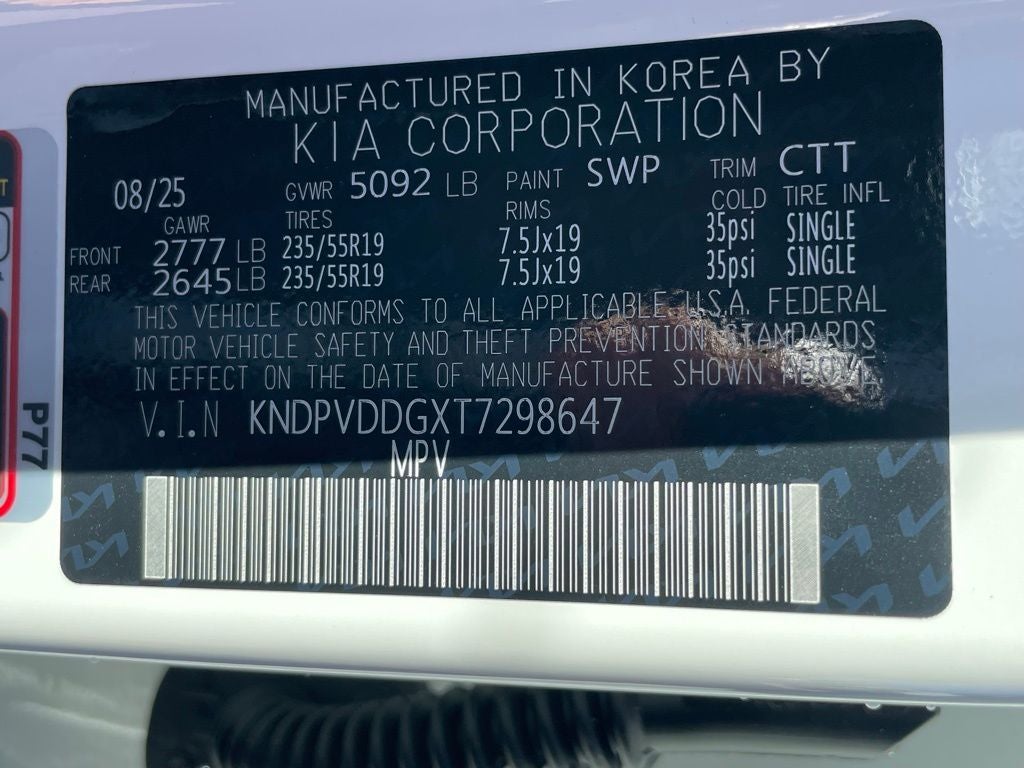 MANUFACTURED IN KOREA BY
KIA CORPORATION
08/25 GVWR 5092 LB PAINT SWP TRIM CTT
GAWR TIRES RIMS COLD TIRE INFL
FRONT 2777 LB 235/55R19 7.5Jx19 35psi SINGLE
REAR 2645 LB 235/55R19 7.5Jx19 35psi SINGLE
THIS VEHICLE CONFORMS TO ALL APPLICABLE U.S.A. FEDERAL
MOTOR VEHICLE SAFETY AND THEFT PREVENTION STANDARDS
IN EFFECT ON THE DATE OF MANUFACTURE SHOWN ABOVE
V.I.N KNDPVDDGXT7298647
MPV
P77